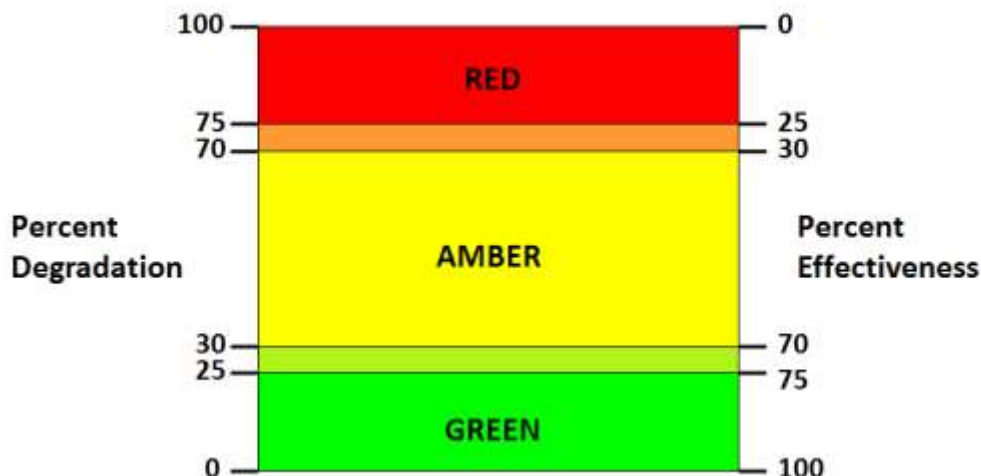 100 0
RED
75 25
70 30
Percent
Degradation
AMBER
Percent
Effectiveness
30 70
25 75
GREEN
0 100